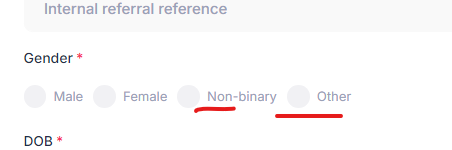 Internal referral reference
Gender *
Male Female Non-binary Other
DOB *